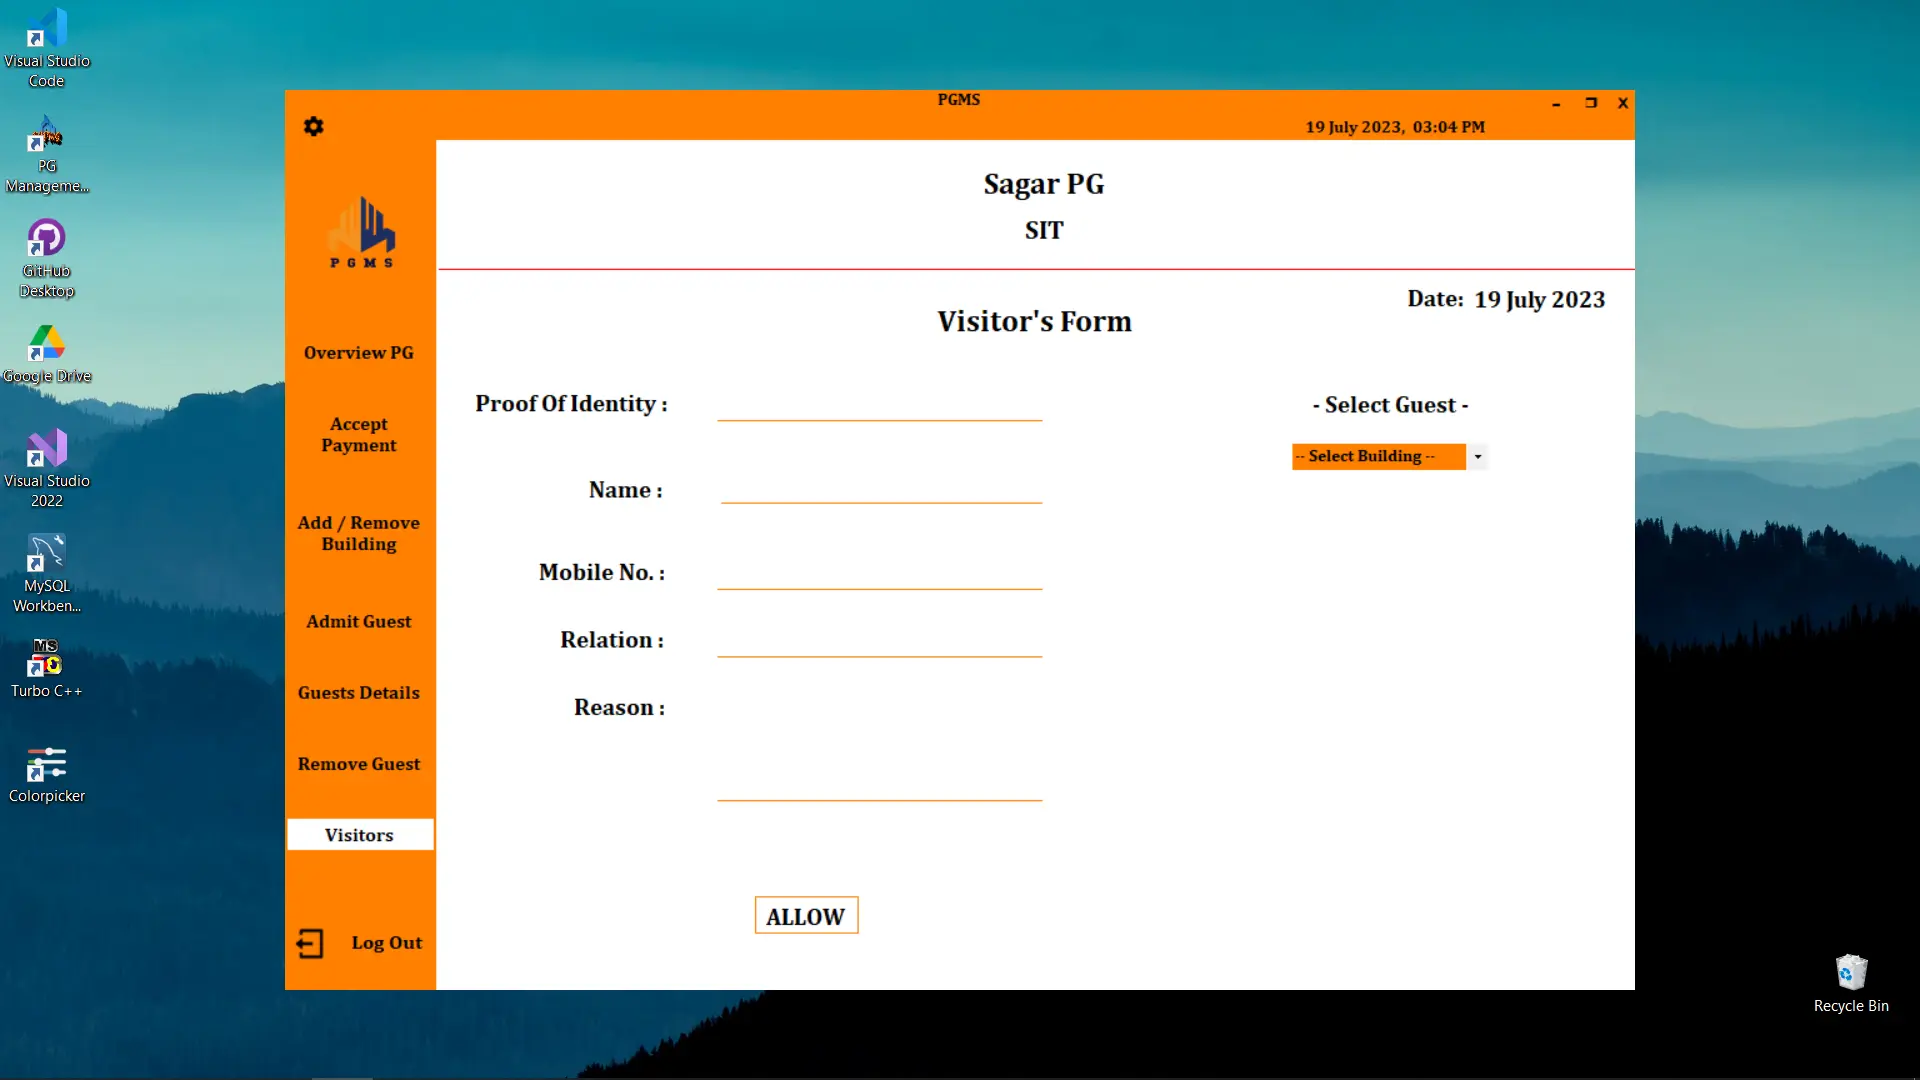 Visual Studio
Code
PG
Manageme...
GitHub
Desktop
Google Drive
Visual Studio
2022
MySQL
Workben...
MS
Turbo C++
Colorpicker
PGMS
19 July 2023, 03:04 PM
PGMS
Overview PG
Accept
Payment
Add / Remove
Building
Admit Guest
Guests Details
Remove Guest
Visitors
Log Out
Sagar PG
SIT
Date: 19 July 2023
Visitor's Form
Proof Of Identity :
Name :
Mobile No. :
Relation :
Reason :
ALLOW
- Select Guest -
-- Select Building --
Recycle Bin